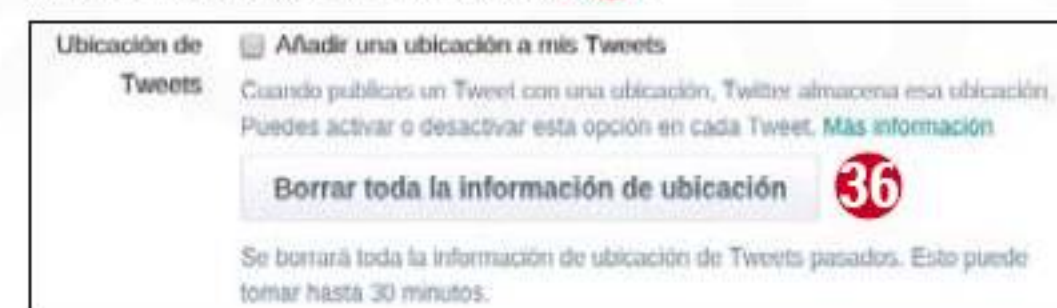 Ubicación de Tweets
Añadir una ubicación a mis Tweets
Cuando publicas un Tweet con una ubicación, Twitter almacena esa ubicación.
Puedes activar o desactivar esta opción en cada Tweet. Más información
Borrar toda la información de ubicación
36
Se borrará toda la información de ubicación de Tweets pasados. Esto puede
tomar hasta 30 minutos.